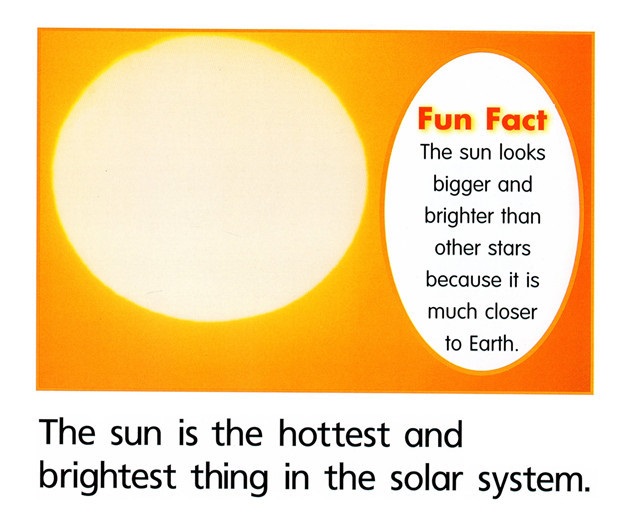 Fun Fact
The sun looks
bigger and
brighter than
other stars
because it is
much closer
to Earth.
The sun is the hottest and
brightest thing in the solar system.